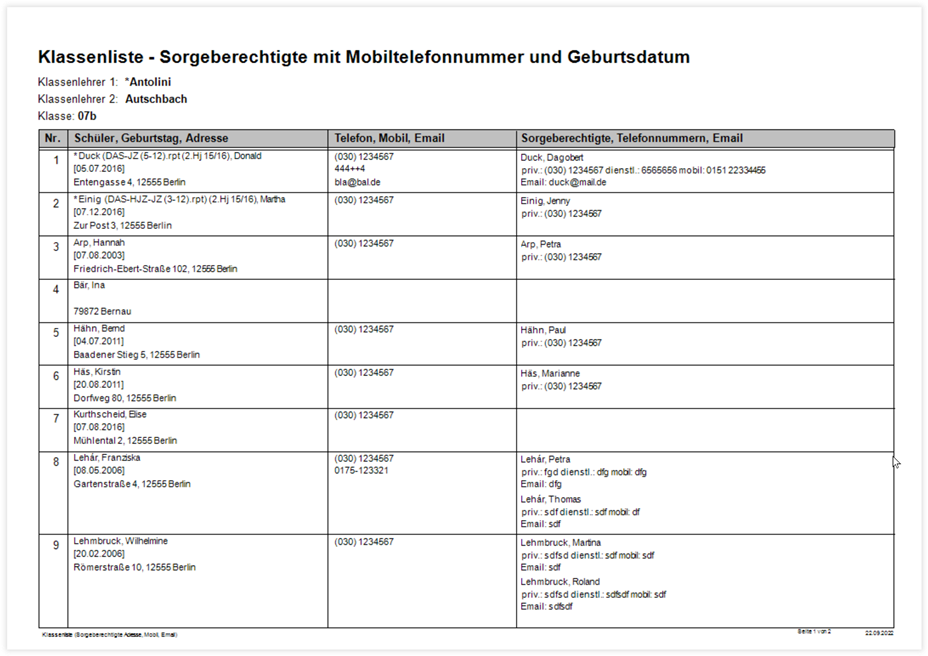 Klassenliste - Sorgeberechtigte mit Mobiltelefonnummer und Geburtsdatum
Klassenlehrer 1: *Antolini
Klassenlehrer 2: Autschbach
Klasse: 07b
Nr. Schüler, Geburtstag, Adresse Telefon, Mobil, Email Sorgeberechtigte, Telefonnummern, Email
1 *Duck (DAS-JZ (5-12).rpt (2.Hj 15/16), Donald (030) 1234567 Duck, Dagobert
[05.07.2016] 444++4 priv.: (030) 1234567 dienstl.: 6565656 mobil: 0151 22334455
Entengasse 4, 12555 Berlin bla@bal.de Email: duck@mail.de
2 *Einig (DAS-HJZ-JZ (3-12).rpt) (2.Hj 15/16), Martha (030) 1234567 Einig, Jenny
[07.12.2016] priv.: (030) 1234567
Zur Post 3, 12555 Berlin
3 Arp, Hannah (030) 1234567 Arp, Petra
[07.08.2003] priv.: (030) 1234567
Friedrich-Ebert-Straße 102, 12555 Berlin
4 Bär, Ina
79872 Bernau
5 Hähn, Bernd (030) 1234567 Hähn, Paul
[04.07.2011] priv.: (030) 1234567
Baadener Stieg 5, 12555 Berlin
6 Häs, Kirstin (030) 1234567 Häs, Marianne
[20.08.2011] priv.: (030) 1234567
Dorfweg 80, 12555 Berlin
7 Kurthscheid, Elise (030) 1234567
[07.08.2016]
Mühlental 2, 12555 Berlin
8 Lehár, Franziska (030) 1234567 Lehár, Petra
[08.05.2006] 0175-123321 priv.: fgd dienstl.: dfg mobil: dfg
Gartenstraße 4, 12555 Berlin Email: dfg
Lehár, Thomas
priv.: sdf dienstl.: sdf mobil: df
Email: sdf
9 Lehmbruck, Wilhelmine (030) 1234567 Lehmbruck, Martina
[20.02.2006] priv.: sdfsd dienstl.: sdf mobil: sdf
Römerstraße 10, 12555 Berlin Email: sdf
Lehmbruck, Roland
priv.: sdfsd dienstl.: sdfsdf mobil: sdf
Email: sdfsdf
Klassenliste (Sorgeberechtigte Adresse, Mobil, Email) Seite 1 von 2 22.09.2022